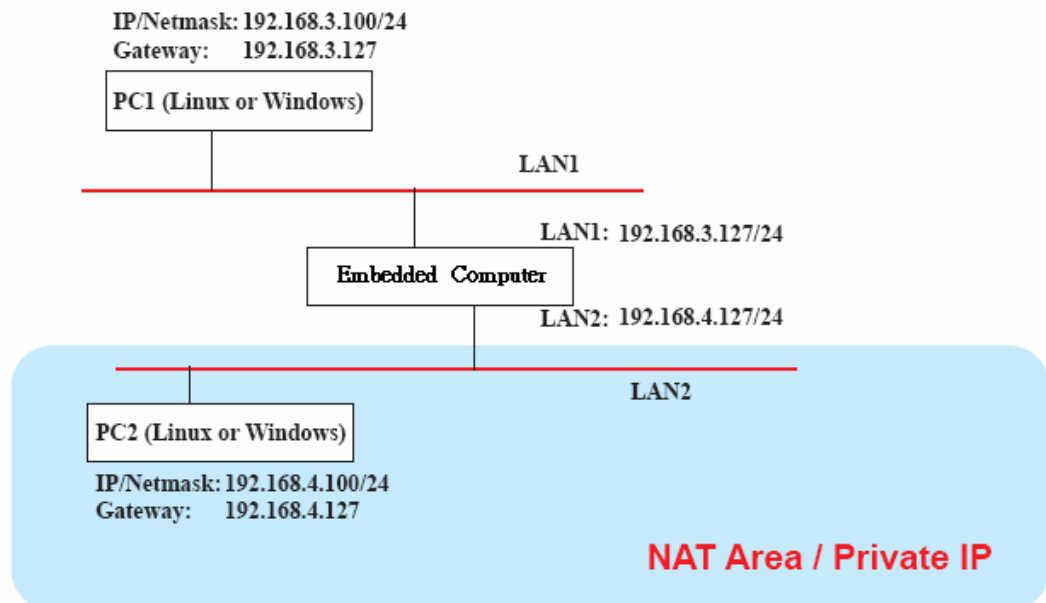 IP/Netmask: 192.168.3.100/24
Gateway: 192.168.3.127
PC1 (Linux or Windows)
LAN1
LAN1: 192.168.3.127/24
Embedded Computer
LAN2: 192.168.4.127/24
LAN2
PC2 (Linux or Windows)
IP/Netmask: 192.168.4.100/24
Gateway: 192.168.4.127
NAT Area / Private IP